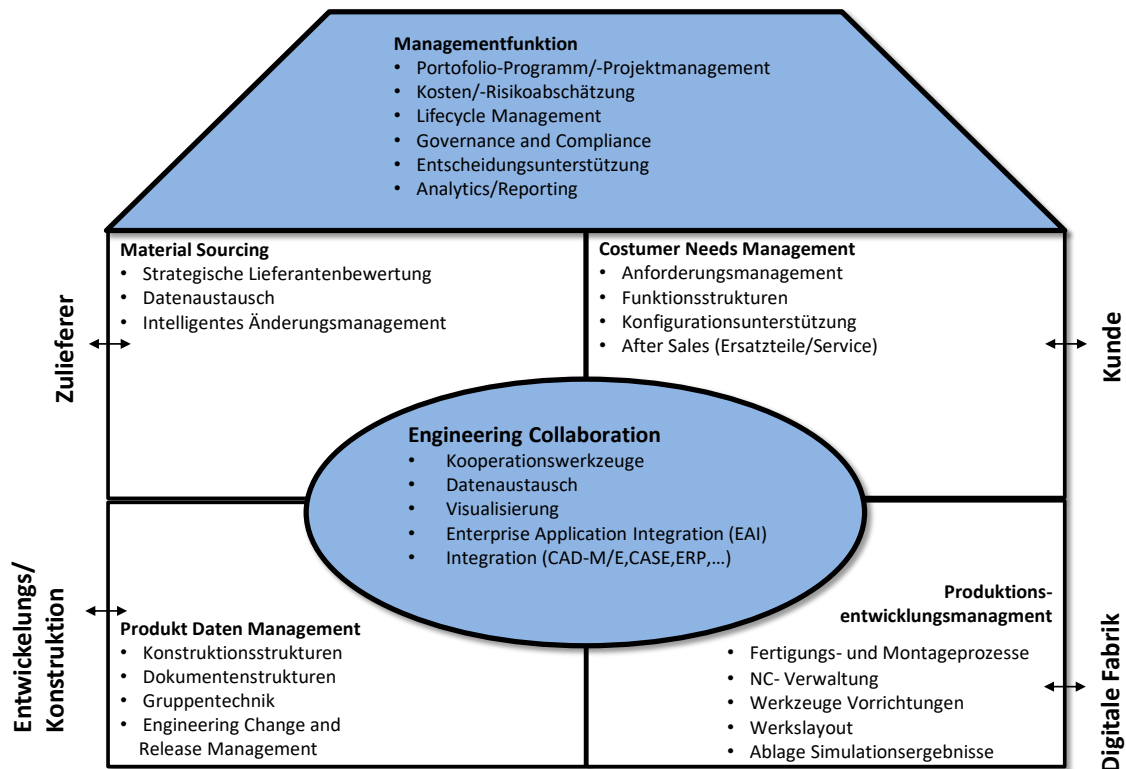 Managementfunktion
• Portofolio-Programm/-Projektmanagement
• Kosten/-Risikoabschätzung
• Lifecycle Management
• Governance and Compliance
• Entscheidungsunterstützung
• Analytics/Reporting
Zulieferer
Material Sourcing
• Strategische Lieferantenbewertung
• Datenaustausch
• Intelligentes Änderungsmanagement
Costumer Needs Management
• Anforderungsmanagement
• Funktionsstrukturen
• Konfigurationsunterstützung
• After Sales (Ersatzteile/Service)
Kunde
Engineering Collaboration
• Kooperationswerkzeuge
• Datenaustausch
• Visualisierung
• Enterprise Application Integration (EAI)
• Integration (CAD-M/E,CASE,ERP,...)
Entwickelungs/
Konstruktion
Produkt Daten Management
• Konstruktionsstrukturen
• Dokumentenstrukturen
• Gruppentechnik
• Engineering Change and
Release Management
Produktions-
entwicklungsmanagment
• Fertigungs- und Montageprozesse
• NC- Verwaltung
• Werkzeuge Vorrichtungen
• Werkslayout
• Ablage Simulationsergebnisse
Digitale Fabrik